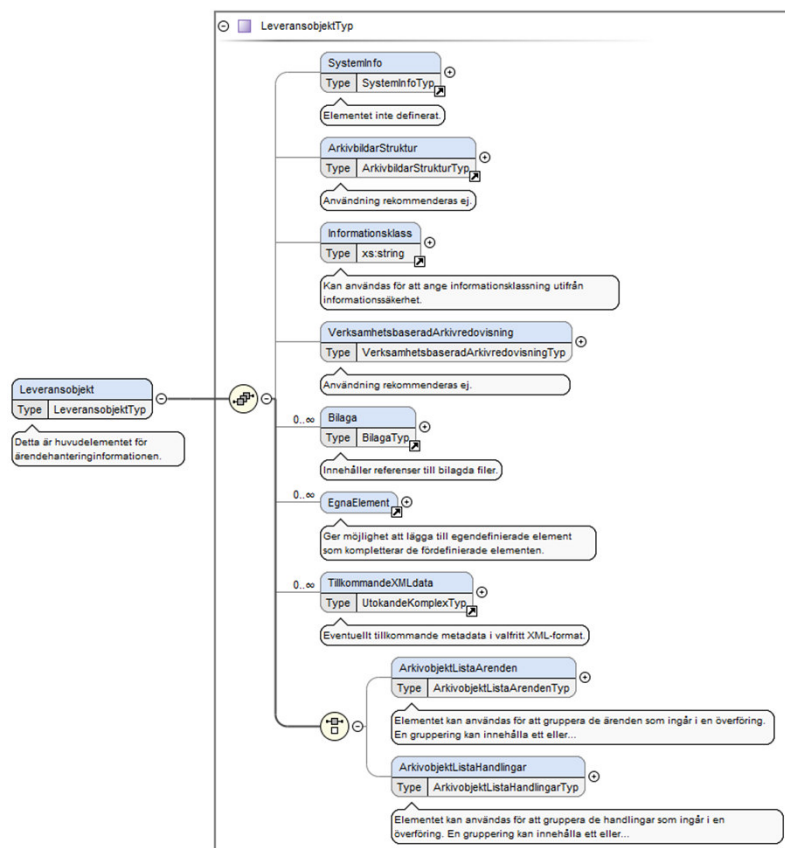 LeveransobjektTyp
SystemInfo
Type SystemInfoTyp
Elementet inte definerat.
ArkivbildarStruktur
Type ArkivbildarStrukturTyp
Användning rekommenderas ej.
Informationsklass
Type xs:string
Kan användas för att ange informationsklassning utifrån
informationssäkerhet.
VerksamhetsbaseradArkivredovisning
Type VerksamhetsbaseradArkivredovisningTyp
Användning rekommenderas ej.
Leveransobjekt
Type LeveransobjektTyp
Detta är huvudelementet för
ärendehanteringinformationen.
0..∞
Bilaga
Type BilagaTyp
Innehåller referenser till bilagda filer.
0..∞
EgnaElement
Ger möjlighet att lägga till egendefinierade element
som kompletterar de fördefinierade elementen.
0..∞
TillkommandeXMLdata
Type UtokandeKomplexTyp
Eventuellt tillkommande metadata i valfritt XML-format.
ArkivobjektListaArenden
Type ArkivobjektListaArendenTyp
Elementet kan användas för att gruppera de ärenden som ingår i en överföring.
En gruppering kan innehålla ett eller...
ArkivobjektListaHandlingar
Type ArkivobjektListaHandlingarTyp
Elementet kan användas för att gruppera de handlingar som ingår i en
överföring. En gruppering kan innehålla ett eller...